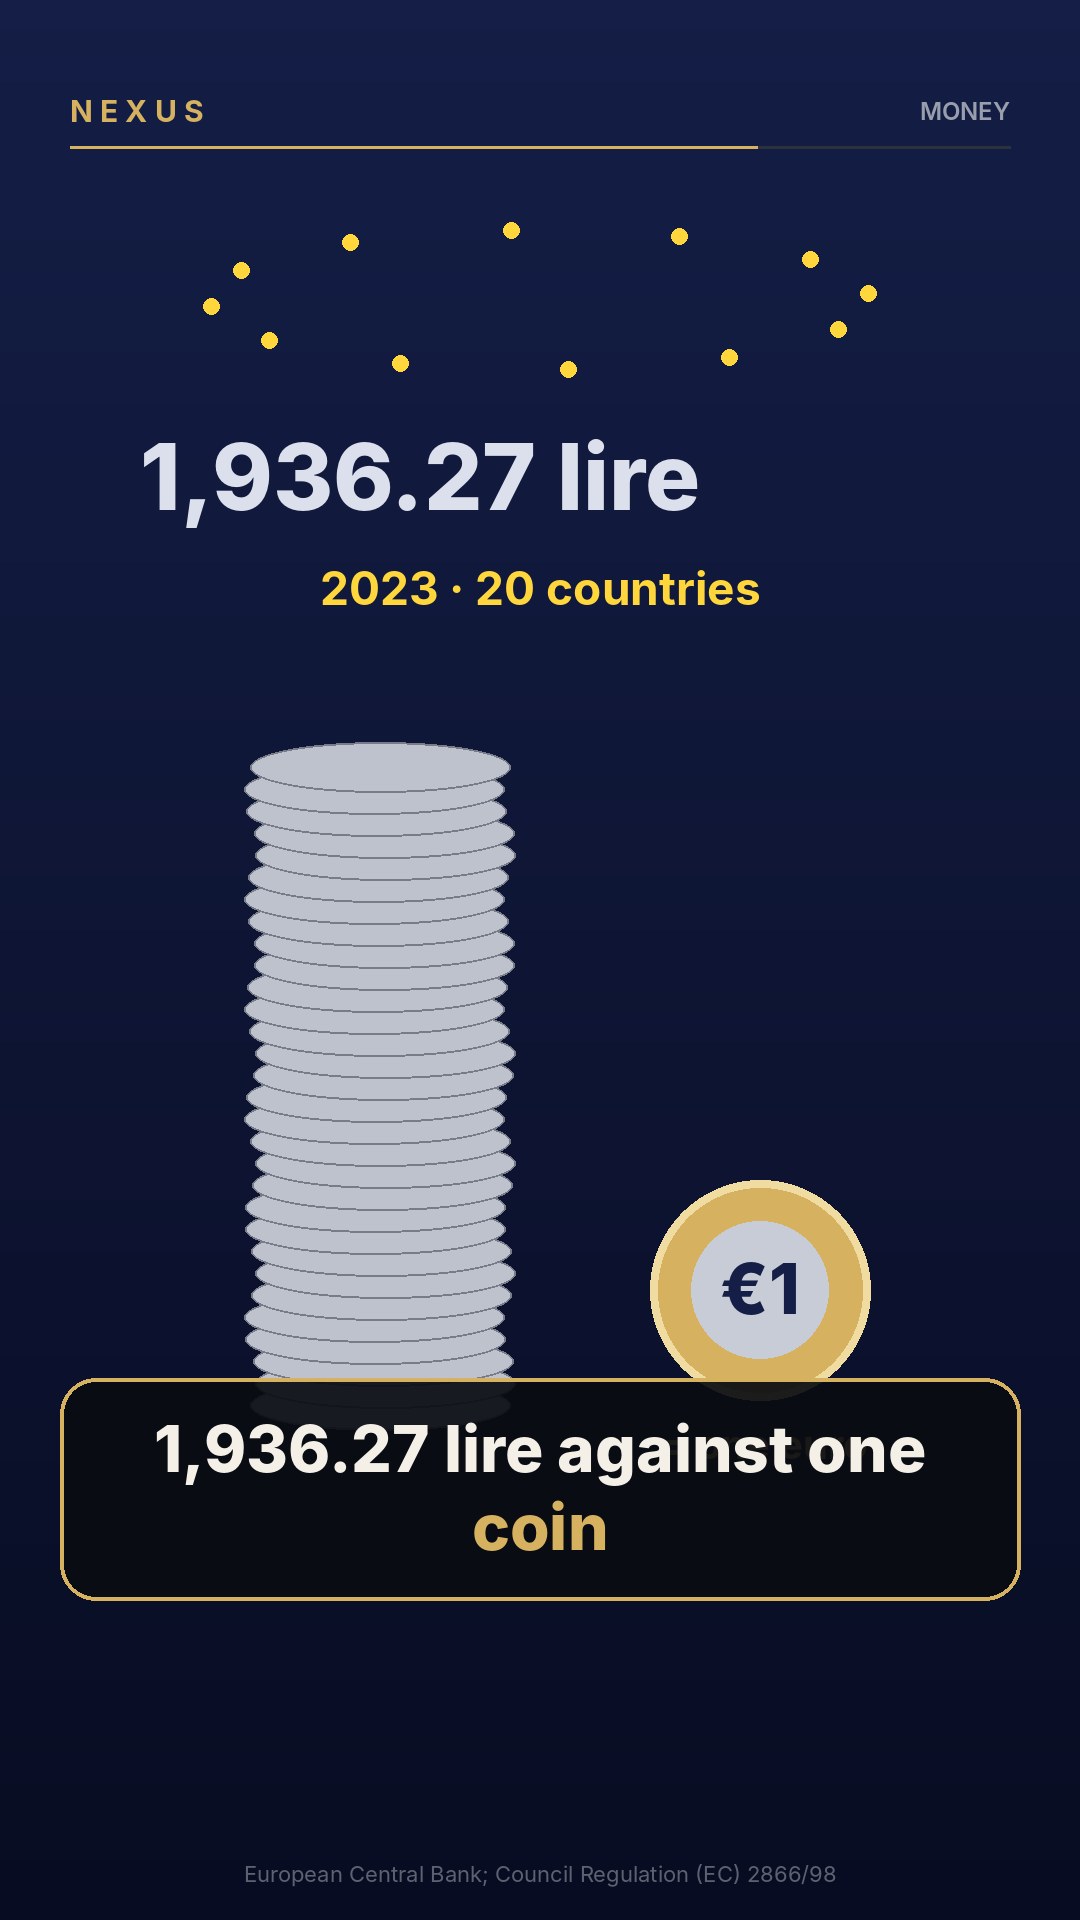 NEXUS
MONEY
1,936.27 lire
2023 · 20 countries
€1
1,936.27 lire against one
coin
European Central Bank; Council Regulation (EC) 2866/98